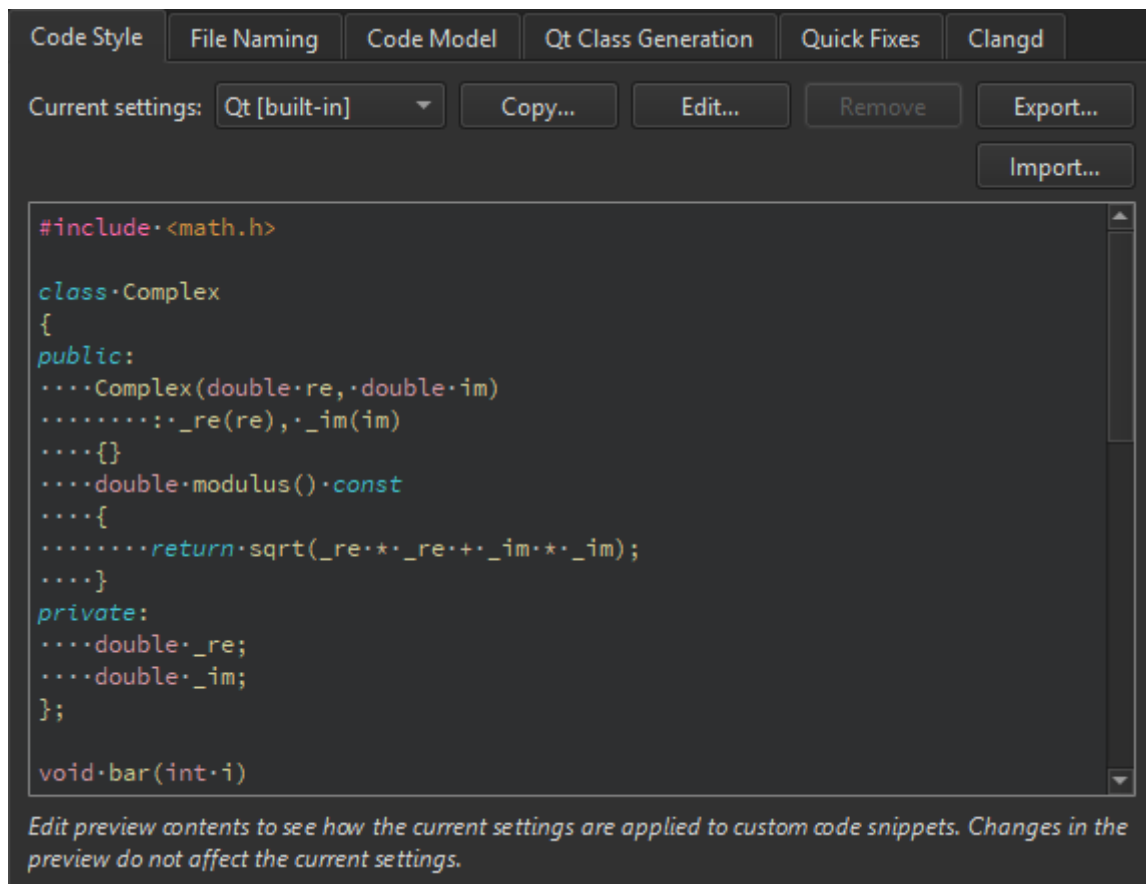 Code Style File Naming Code Model Qt Class Generation Quick Fixes Clangd
Current settings: Qt [built-in] Copy... Edit... Remove Export...
Import...
#include·<math.h>
class·Complex
{
public:
····Complex(double·re,·double·im)
········:·_re(re),·_im(im)
····{}
····double·modulus()·const
····{
········return·sqrt(_re·*·_re·+·_im·*·_im);
····}
private:
····double·_re;
····double·_im;
};
void·bar(int·i)
Edit preview contents to see how the current settings are applied to custom code snippets. Changes in the
preview do not affect the current settings.